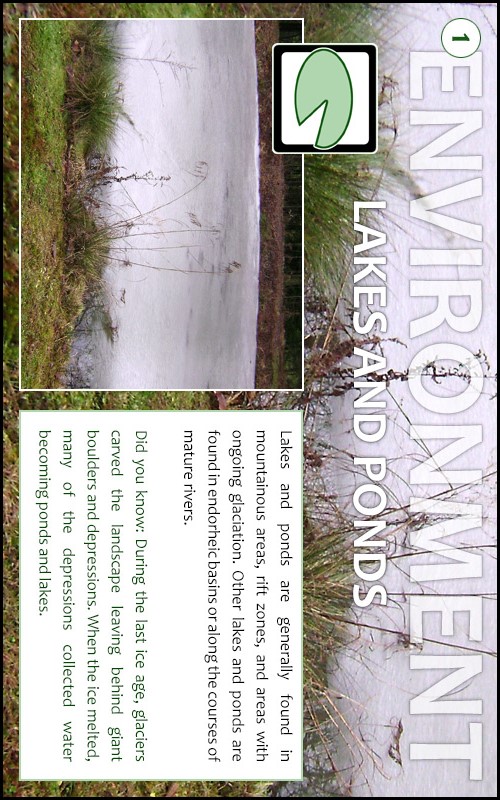 1
ENVIRONMENT
LAKES AND PONDS
Lakes and ponds are generally found in
mountainous areas, rift zones, and areas with
ongoing glaciation. Other lakes and ponds are
found in endorheic basins or along the courses of
mature rivers.
Did you know: During the last ice age, glaciers
carved the landscape leaving behind giant
boulders and depressions. When the ice melted,
many of the depressions collected water
becoming ponds and lakes.